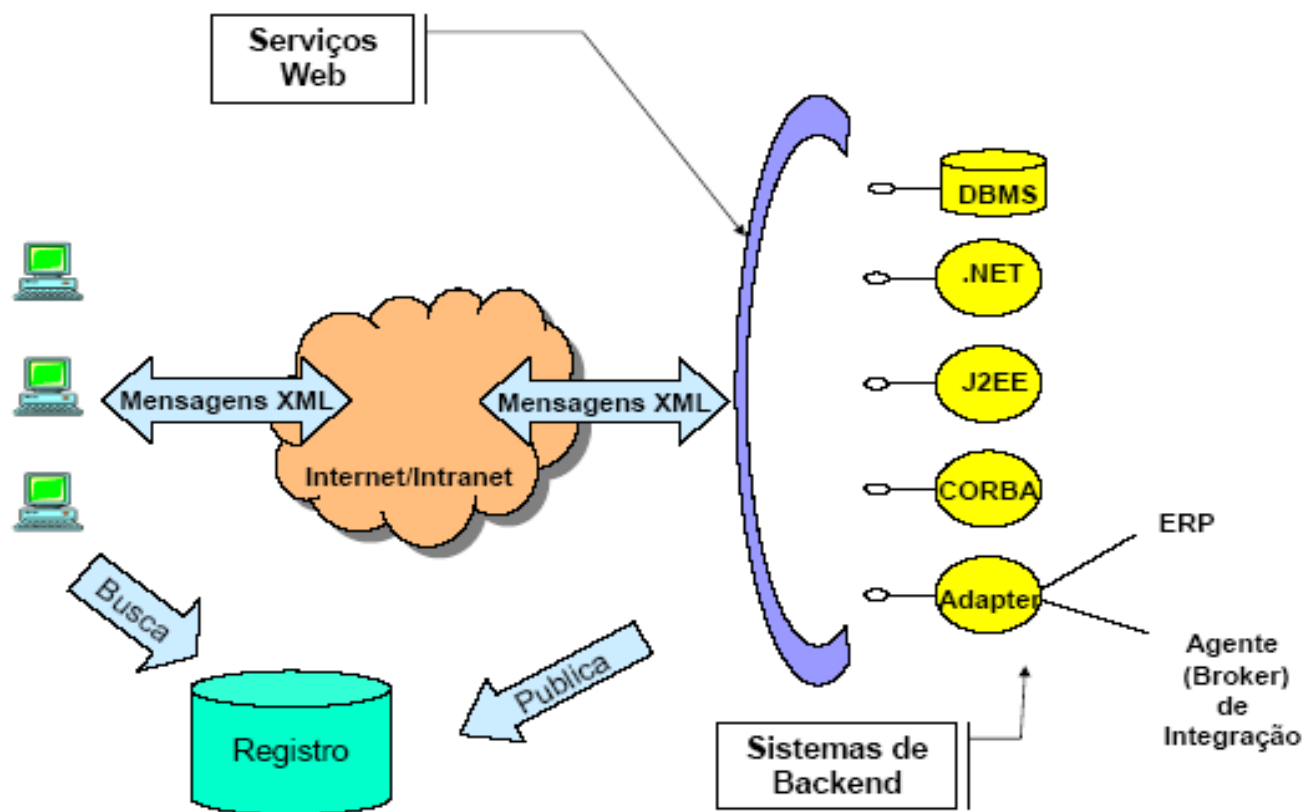 Serviços
Web
DBMS
.NET
J2EE
CORBA
Adapter
ERP
Agente
(Broker)
de
Integração
Mensagens XML
Mensagens XML
Internet/Intranet
Busca
Publica
Registro
Sistemas de
Backend